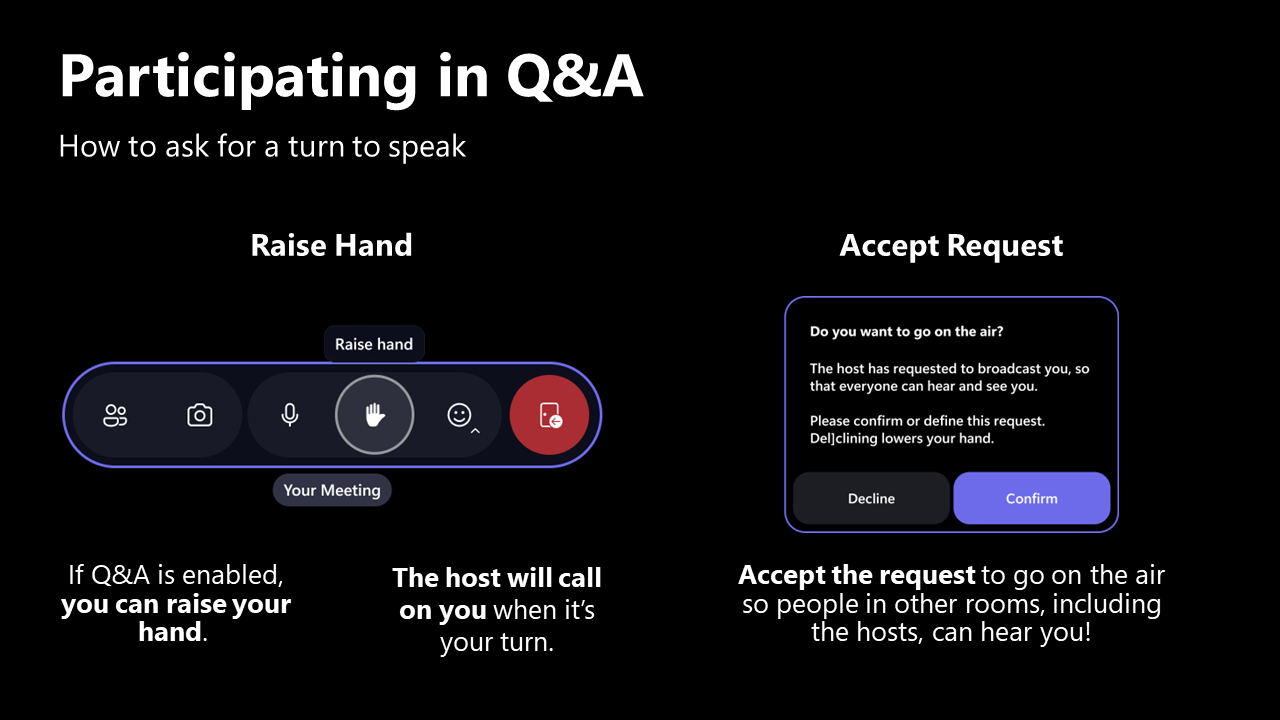 Participating in Q&A
How to ask for a turn to speak
Raise Hand
Raise hand
Your Meeting
If Q&A is enabled,
you can raise your
hand.
The host will call
on you when it’s
your turn.
Accept Request
Do you want to go on the air?
The host has requested to broadcast you, so
that everyone can hear and see you.
Please confirm or define this request.
Del]clining lowers your hand.
Decline
Confirm
Accept the request to go on the air
so people in other rooms, including
the hosts, can hear you!